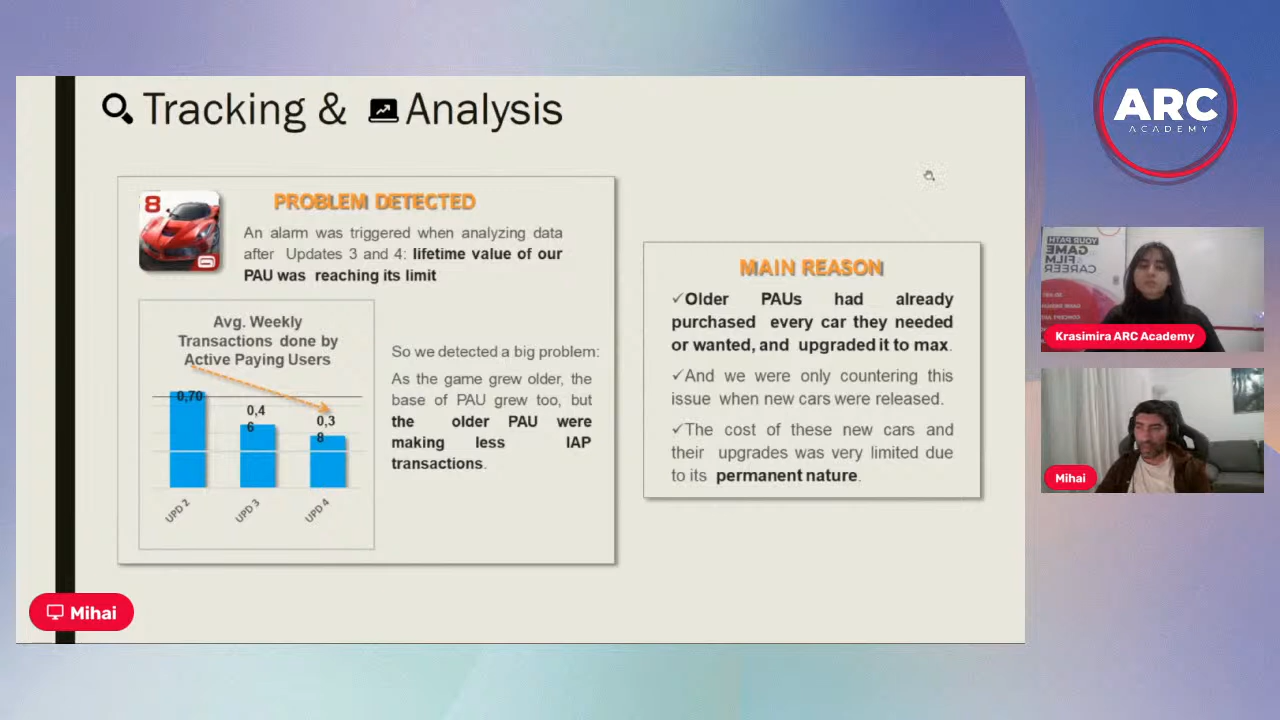 Tracking & Analysis
8
PROBLEM DETECTED
An alarm was triggered when analyzing data
after Updates 3 and 4: lifetime value of our
PAU was reaching its limit
Avg. Weekly
Transactions done by
Active Paying Users
0,70
0,4
6
0,3
8
UPD 2
UPD 3
UPD 4
So we detected a big problem:
As the game grew older, the
base of PAU grew too, but
the older PAU were
making less IAP
transactions.
MAIN REASON
✓Older PAUs had already
purchased every car they needed
or wanted, and upgraded it to max.
✓And we were only countering this
issue when new cars were released.
✓The cost of these new cars and
their upgrades was very limited due
to its permanent nature.
Mihai
ARC
ACADEMY
YOUR PATH
GAME
FILM &
CAREER
Krasimira ARC Academy
Mihai